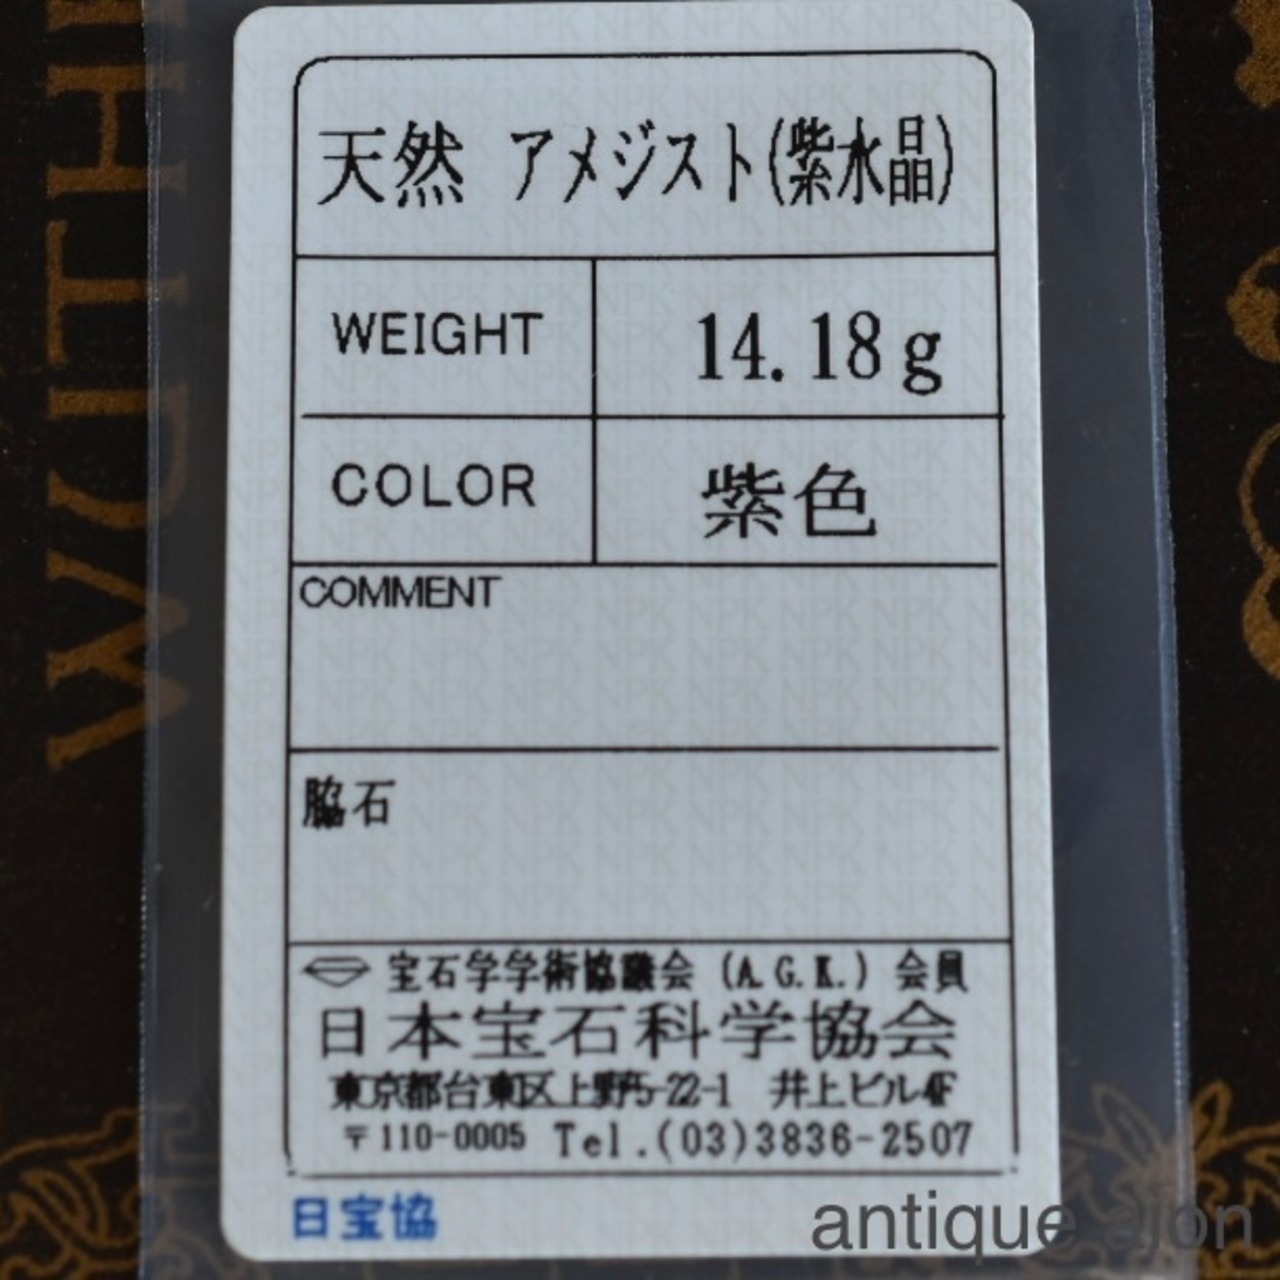 天然 アメジスト(紫水晶)
WEIGHT 14.18g
COLOR 紫色
COMMENT
脇石
宝石学学術協議会 (A.G.K.) 会員
日本宝石科学協会
東京都台東区上野5-22-1 井上ビル4F
〒110-0005 Tel.(03)3836-2507
日宝協
antique ajon
WUTH